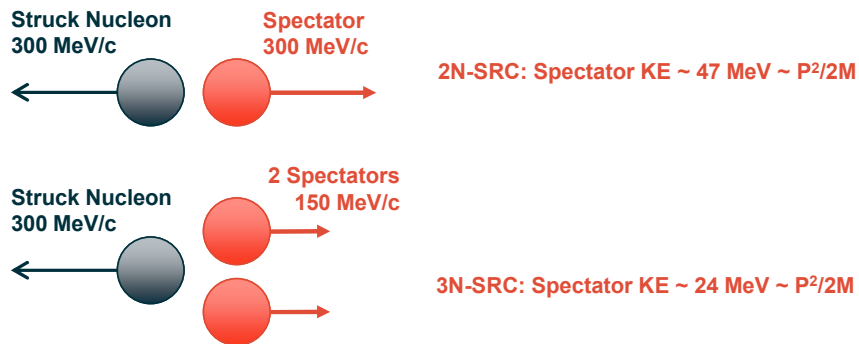 Struck Nucleon
300 MeV/c
Spectator
300 MeV/c
2N-SRC: Spectator KE ~ 47 MeV ~ P²/2M
2 Spectators
150 MeV/c
Struck Nucleon
300 MeV/c
3N-SRC: Spectator KE ~ 24 MeV ~ P²/2M